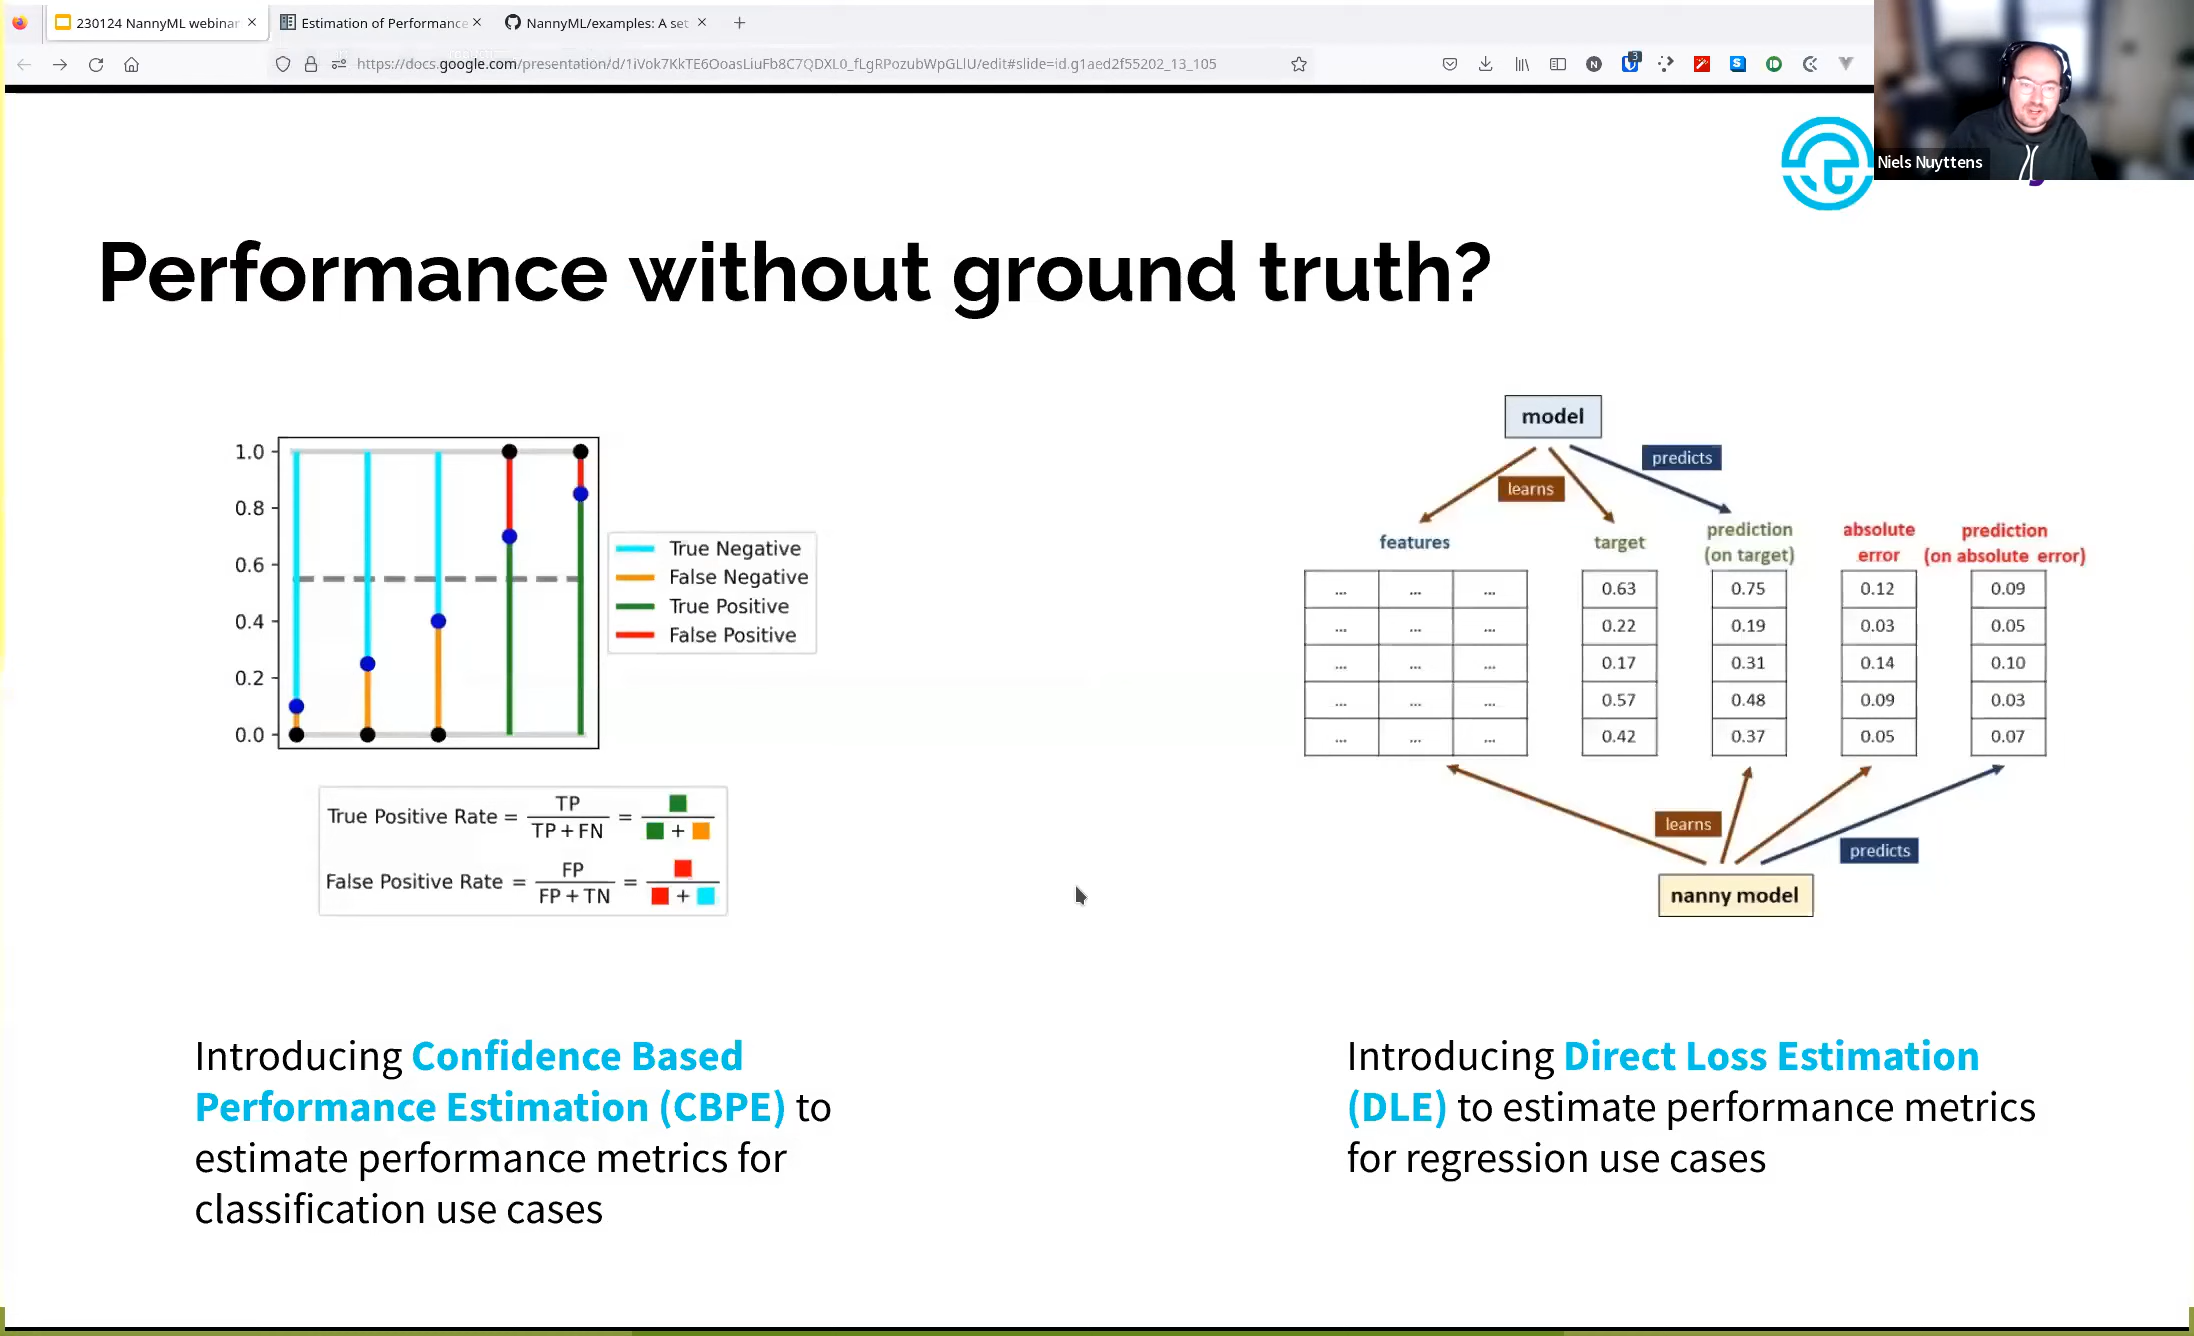 230124 NannyML webinar
Estimation of Performance
NannyML/examples: A set
https://docs.google.com/presentation/d/1iVok7KkTE6OoasLiuFb8C7QDXL0_fLgRPozubWpGLlU/edit#slide=id.g1aed2f55202_13_105
Niels Nuyttens
Performance without ground truth?
1.0
0.8
0.6
0.4
0.2
0.0
True Negative
False Negative
True Positive
False Positive
True Positive Rate = TP / TP + FN = +
False Positive Rate = FP / FP + TN = +
model
predicts
learns
features target prediction (on target) absolute error prediction (on absolute error)
... ... ... 0.63 0.75 0.12 0.09
... ... ... 0.22 0.19 0.03 0.05
... ... ... 0.17 0.31 0.14 0.10
... ... ... 0.57 0.48 0.09 0.03
... ... ... 0.42 0.37 0.05 0.07
learns
predicts
nanny model
Introducing Confidence Based
Performance Estimation (CBPE) to
estimate performance metrics for
classification use cases
Introducing Direct Loss Estimation
(DLE) to estimate performance metrics
for regression use cases